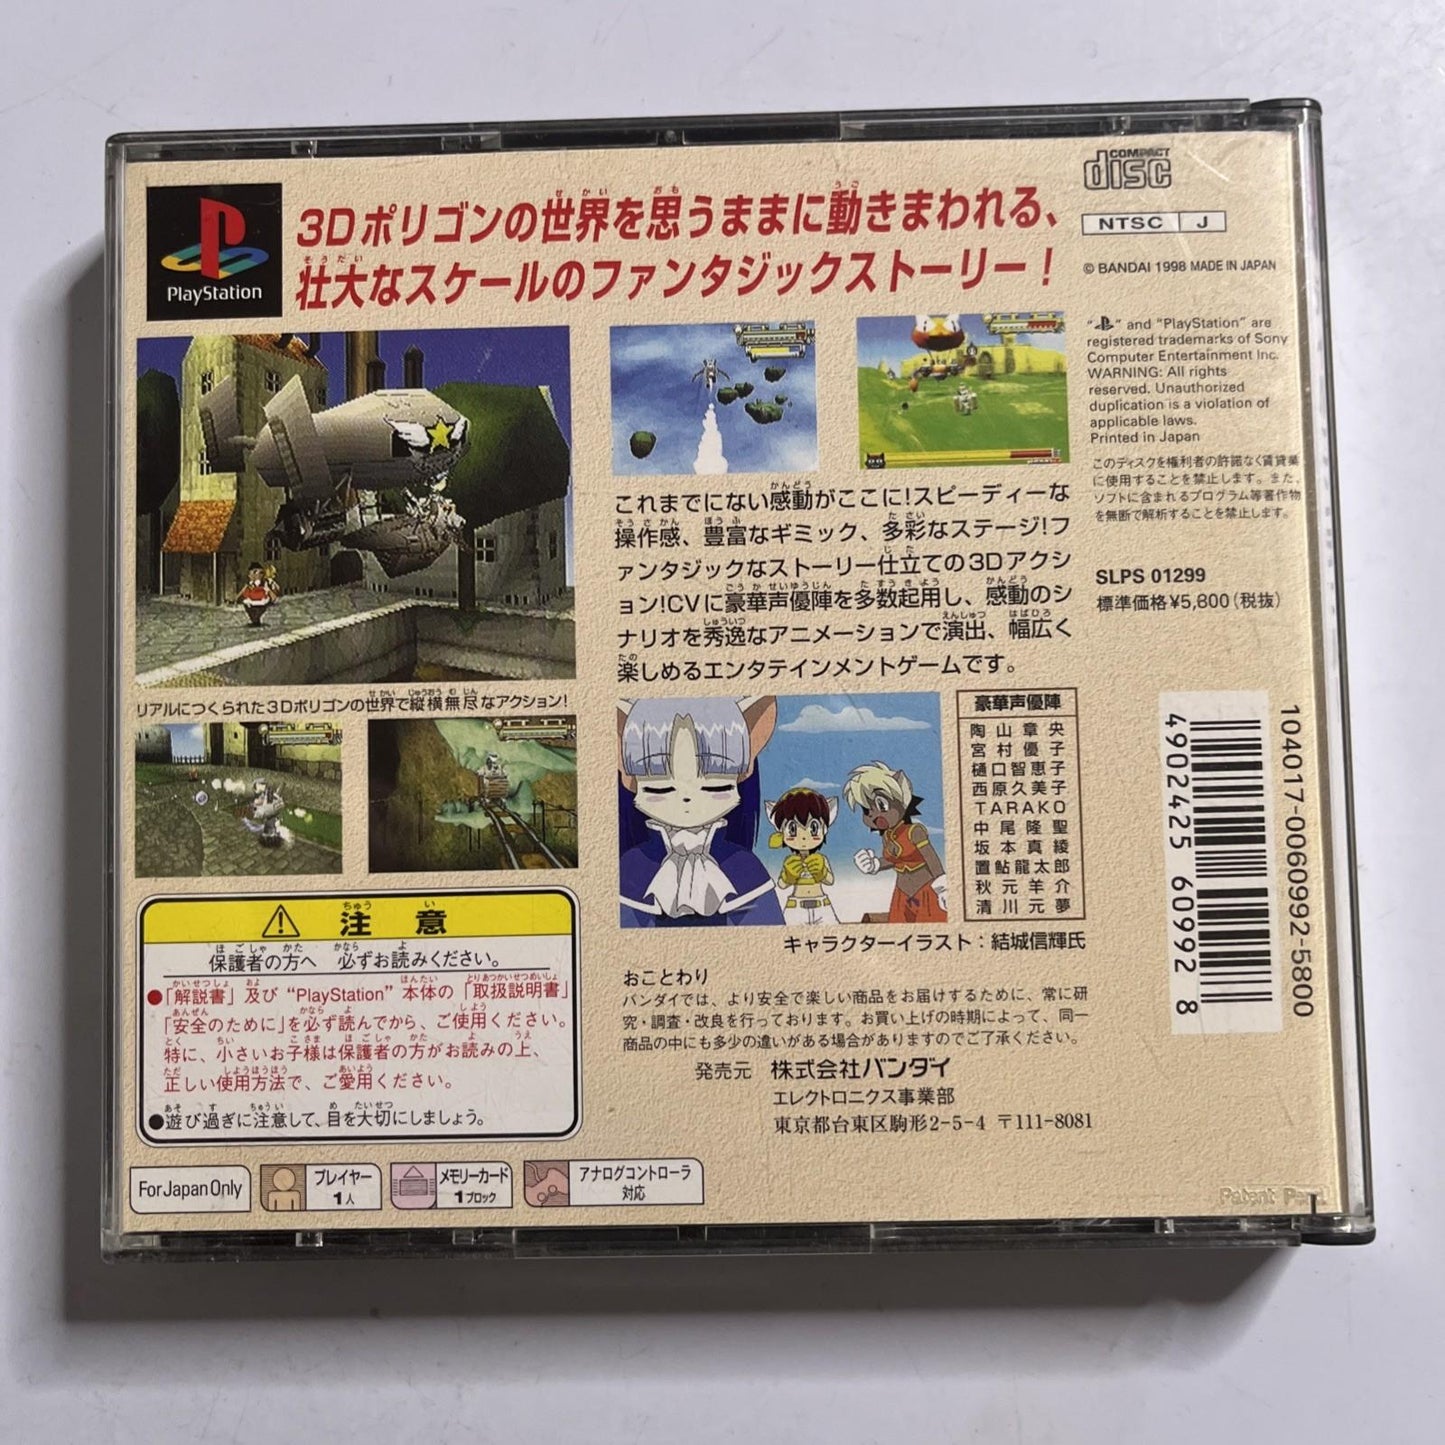 PlayStation
3Dポリゴンの世界を思うままに動きまわれる、
壮大なスケールのファンタジックストーリー!
COMPACT
disc
NTSC J
© BANDAI 1998 MADE IN JAPAN
" " and "PlayStation" are
registered trademarks of Sony
Computer Entertainment Inc.
WARNING: All rights
reserved. Unauthorized
duplication is a violation of
applicable laws.
Printed in Japan
このディスクを権利者の許諾なく賃貸業
に使用することを禁止します。また、
ソフトに含まれるプログラム等著作物
を無断で解析することを禁止します。
SLPS 01299
標準価格¥5,800(税抜)
これまでにない感動がここに!スピーディーな
操作感、豊富なギミック、多彩なステージ!フ
ァンタジックなストーリー仕立ての3Dアクシ
ョン!CVに豪華声優陣を多数起用し、感動のシ
ナリオを秀逸なアニメーションで演出、幅広く
楽しめるエンタテインメントゲームです。
リアルにつくられた3Dポリゴンの世界で縦横無尽なアクション!
豪華声優陣
陶山章央
宮村優子
樋口智恵子
西原久美子
TARAKO
中尾隆聖
坂本真綾
置鮎龍太郎
秋元羊介
清川元夢
キャラクターイラスト:結城信輝氏
おことわり
バンダイでは、より安全で楽しい商品をお届けするために、常に研
究・調査・改良を行っております。お買い上げの時期によって、同一
商品の中にも多少の違いがある場合がありますのでご了承ください。
発売元 株式会社バンダイ
エレクトロニクス事業部
東京都台東区駒形2-5-4 〒111-8081
注意
保護者の方へ 必ずお読みください。
●「解説書」及び"PlayStation"本体の「取扱説明書」
「安全のために」を必ず読んでから、ご使用ください。
特に、小さいお子様は保護者の方がお読みの上、
正しい使用方法で、ご愛用ください。
●遊び過ぎに注意して、目を大切にしましょう。
For Japan Only
プレイヤー
1人
メモリーカード
1ブロック
アナログコントローラ
対応
4902425 609928
104017-0060992-5800